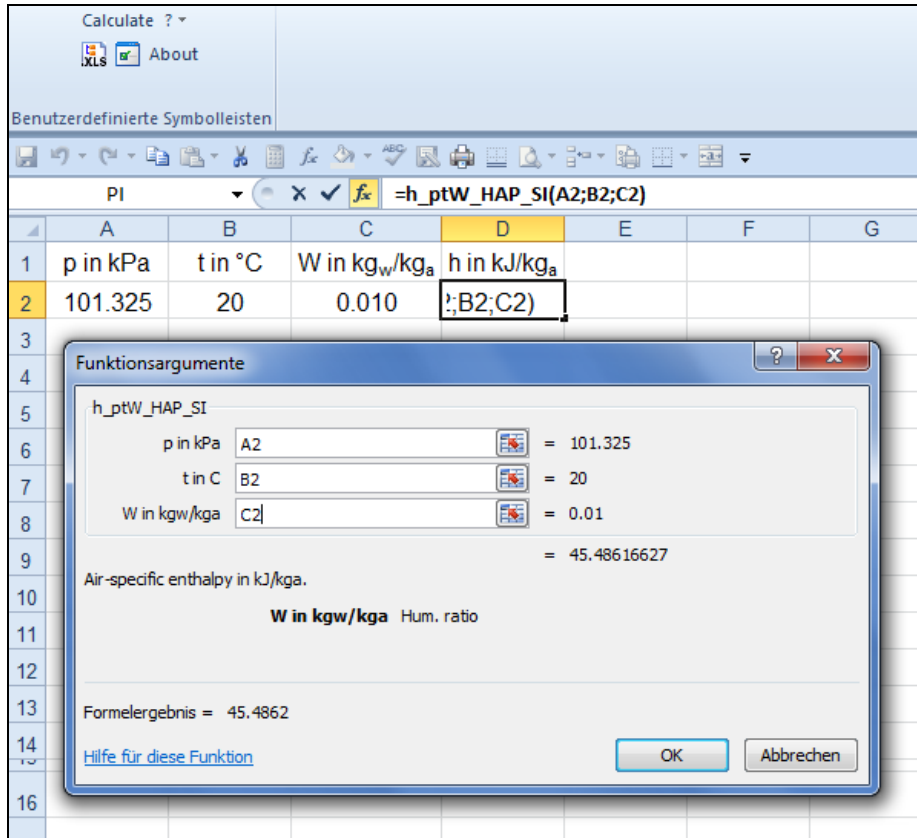 Calculate ?
.XLS About
Benutzerdefinierte Symbolleisten
ABC
PI fx =h_ptW_HAP_SI(A2;B2;C2)
A B C D E F G
1 p in kPa t in °C W in kgw/kga h in kJ/kga
2 101.325 20 0.010 ;B2;C2)
3
Funktionsargumente ? X
4
5 h_ptW_HAP_SI
6 p in kPa A2 = 101.325
7 t in C B2 = 20
8 W in kgw/kga C2 = 0.01
9 = 45.48616627
Air-specific enthalpy in kJ/kga.
10
11 W in kgw/kga Hum. ratio
12
13 Formelergebnis = 45.4862
14 Hilfe für diese Funktion OK Abbrechen
16